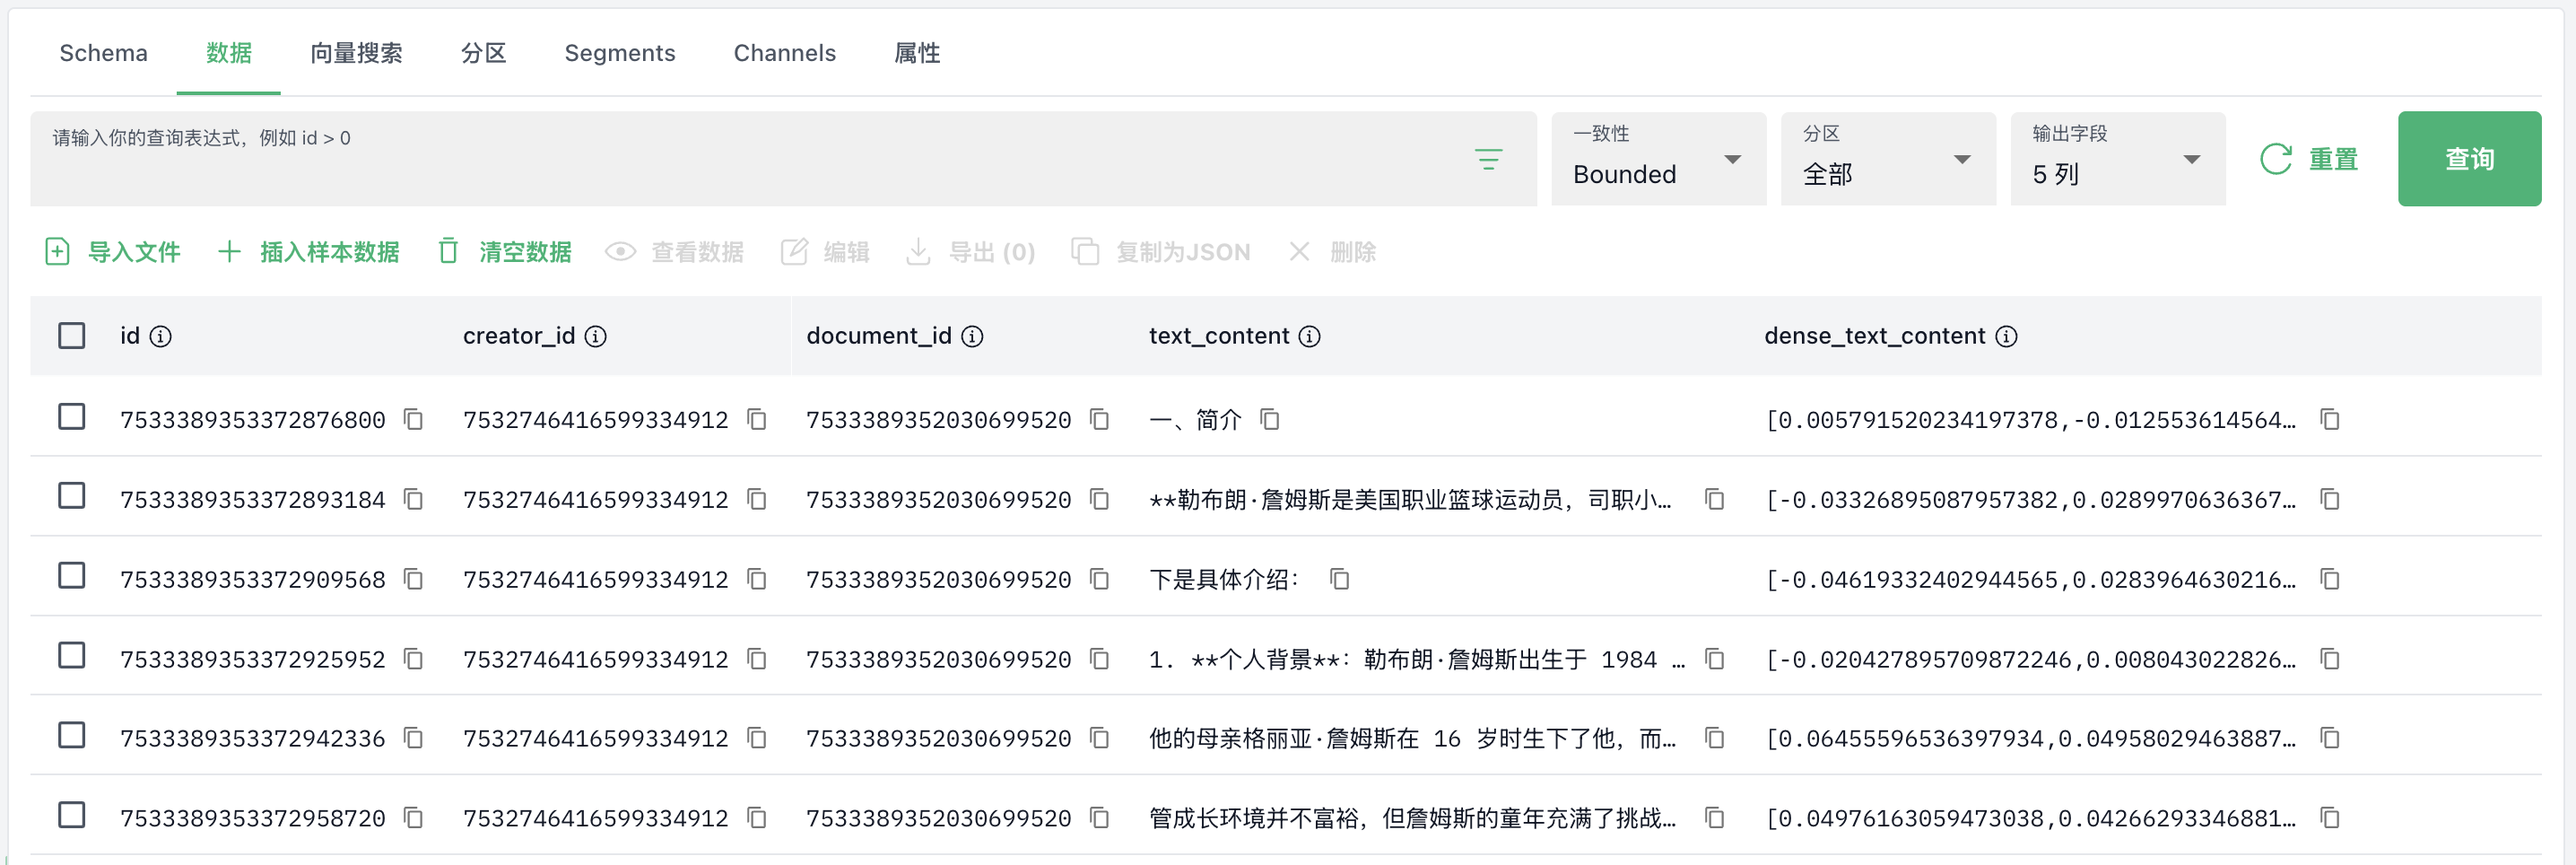 Schema 数据 向量搜索 分区 Segments Channels 属性
请输入你的查询表达式，例如 id > 0
一致性
Bounded
分区
全部
输出字段
5 列
重置
查询
导入文件 插入样本数据 清空数据 查看数据 编辑 导出 (0) 复制为JSON 删除
id creator_id document_id text_content dense_text_content
7533389353372876800 7532746416599334912 7533389352030699520 一、简介 [0.005791520234197378,-0.012553614564…
7533389353372893184 7532746416599334912 7533389352030699520 **勒布朗·詹姆斯是美国职业篮球运动员，司职小… [-0.03326895087957382,0.0289970636367…
7533389353372909568 7532746416599334912 7533389352030699520 下是具体介绍： [-0.04619332402944565,0.0283964630216…
7533389353372925952 7532746416599334912 7533389352030699520 1. **个人背景**：勒布朗·詹姆斯出生于 1984 … [-0.020427895709872246,0.008043022826…
7533389353372942336 7532746416599334912 7533389352030699520 他的母亲格丽亚·詹姆斯在 16 岁时生下了他，而… [0.06455596536397934,0.04958029463887…
7533389353372958720 7532746416599334912 7533389352030699520 管成长环境并不富裕，但詹姆斯的童年充满了挑战… [0.04976163059473038,0.04266293346881…